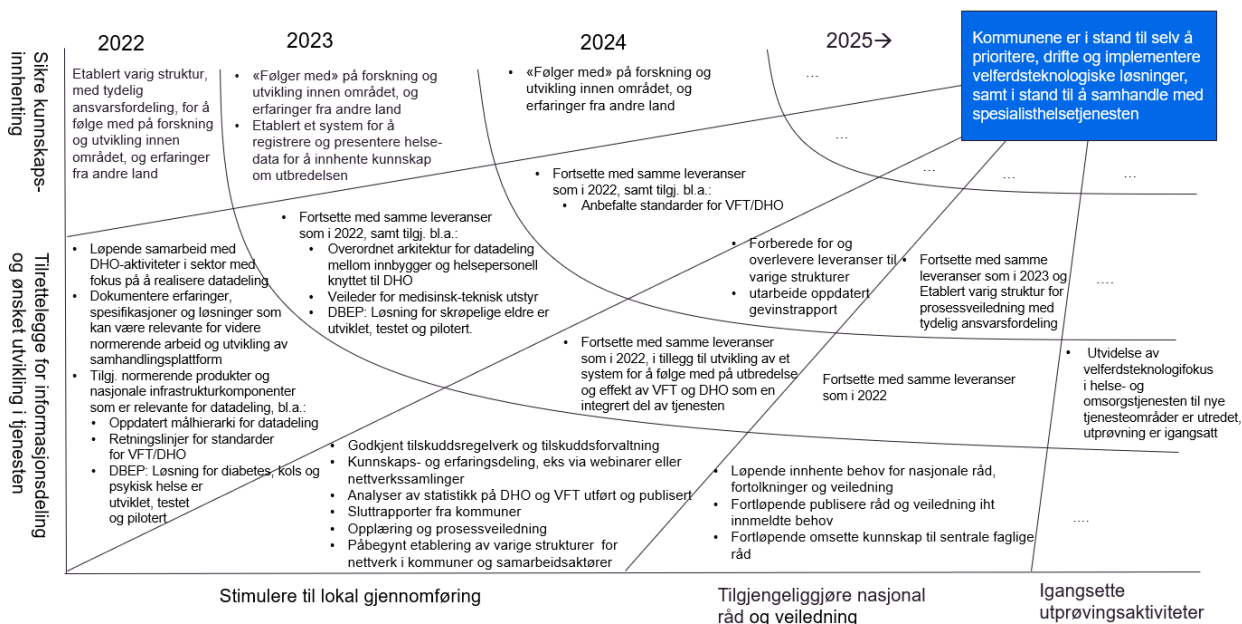 2022
2023
2024
2025→
Kommunene er i stand til selv å
prioritere, drifte og implementere
velferdsteknologiske løsninger,
samt i stand til å samhandle med
spesialisthelsetjenesten
Sikre kunnskaps-
innhenting
Etablert varig struktur,
med tydelig
ansvarsfordeling, for å
følge med på forskning
og utvikling innen
området, og erfaringer
fra andre land
• «Følger med» på forskning og
utvikling innen området, og
erfaringer fra andre land
• Etablert et system for å
registrere og presentere helse-
data for å innhente kunnskap
om utbredelsen
• «Følger med» på forskning og
utvikling innen området, og
erfaringer fra andre land
...
...
...
...
...
Tilrettelegge for informasjonsdeling
og ønsket utvikling i tjenesten
• Løpende samarbeid med
DHO-aktiviteter i sektor med
fokus på å realisere datadeling
• Dokumentere erfaringer,
spesifikasjoner og løsninger som
kan være relevante for videre
normerende arbeid og utvikling av
samhandlingsplattform
• Tilgj. normerende produkter og
nasjonale infrastrukturkomponenter
som er relevante for datadeling, bl.a.:
• Oppdatert målhierarki for datadeling
• Retningslinjer for standarder
for VFT/DHO
• DBEP: Løsning for diabetes, kols og
psykisk helse er
utviklet, testet
og pilotert
• Fortsette med samme leveranser
som i 2022, samt tilgj. bl.a.:
• Overordnet arkitektur for datadeling
mellom innbygger og helsepersonell
knyttet til DHO
• Veileder for medisinsk-teknisk utstyr
• DBEP: Løsning for skrøpelige eldre er
utviklet, testet og pilotert.
• Fortsette med samme leveranser
som i 2022, samt tilgj. bl.a.:
• Anbefalte standarder for VFT/DHO
• Forberede for og
overlevere leveranser til
varige strukturer
• utarbeide oppdatert
gevinstrapport
• Fortsette med samme
leveranser som i 2023 og
Etablert varig struktur for
prosessveiledning med
tydelig ansvarsfordeling
....
• Fortsette med samme leveranser
som i 2022, i tillegg til utvikling av et
system for å følge med på utbredelse
og effekt av VFT og DHO som en
integrert del av tjenesten
Fortsette med samme leveranser
som i 2022
• Utvidelse av
velferdsteknologifokus
i helse- og
omsorgstjenesten til nye
tjenesteområder er utredet,
utprøvning er igangsatt
• Godkjent tilskuddsregelverk og tilskuddsforvaltning
• Kunnskaps- og erfaringsdeling, eks via webinarer eller
nettverkssamlinger
• Analyser av statistikk på DHO og VFT utført og publisert
• Sluttrapporter fra kommuner
• Opplæring og prosessveiledning
• Påbegynt etablering av varige strukturer for
nettverk i kommuner og samarbeidsaktører
• Løpende innhente behov for nasjonale råd,
fortolkninger og veiledning
• Fortløpende publisere råd og veiledning iht
innmeldte behov
• Fortløpende omsette kunnskap til sentrale faglige
råd
....
Stimulere til lokal gjennomføring
Tilgjengeliggjøre nasjonal
råd og veiledning
Igangsette
utprøvingsaktiviteter